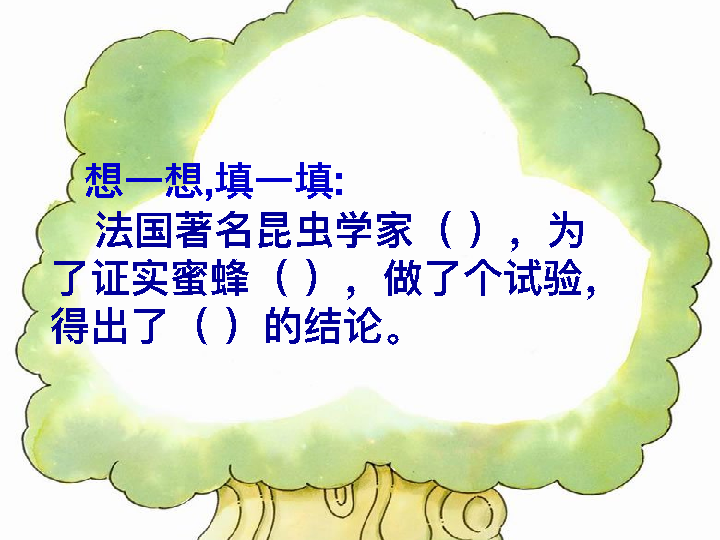 想一想,填一填:
法国著名昆虫学家（ ），为
了证实蜜蜂（ ），做了个试验，
得出了（ ）的结论。